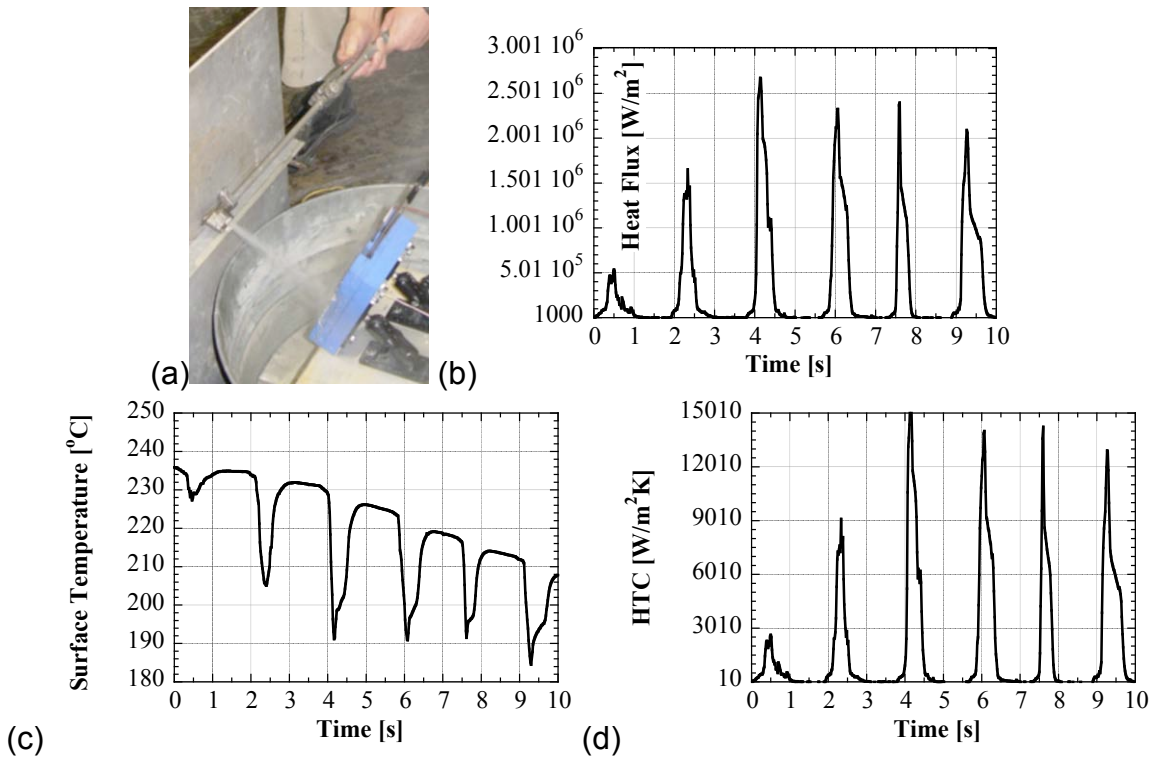 (a)
(b)
Heat Flux [W/m²]
3.001 10⁶
2.501 10⁶
2.001 10⁶
1.501 10⁶
1.001 10⁶
5.01 10⁵
1000
0 1 2 3 4 5 6 7 8 9 10
Time [s]
(c)
Surface Temperature [°C]
250
240
230
220
210
200
190
180
0 1 2 3 4 5 6 7 8 9 10
Time [s]
(d)
HTC [W/m²K]
15010
12010
9010
6010
3010
10
0 1 2 3 4 5 6 7 8 9 10
Time [s]